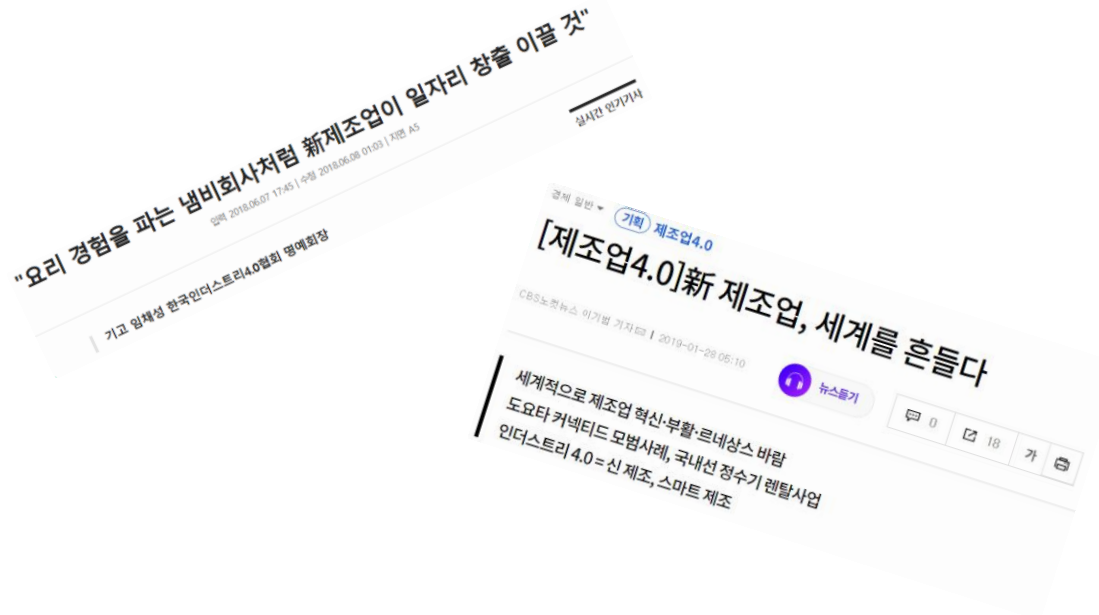 "요리 경험을 파는 냄비회사처럼 新제조업이 일자리 창출 이끌 것"
입력 2018.06.07 17:45 | 수정 2018.06.08 01:03 | 지면 A5
실시간 인기기사
기고 임채성 한국인더스트리4.0협회 명예회장
경제 일반
기획 제조업4.0
[제조업4.0]新 제조업, 세계를 흔들다
CBS노컷뉴스 이기범 기자 | 2019-01-28 05:10
뉴스듣기
0 18 가
세계적으로 제조업 혁신·부활·르네상스 바람
도요타 커넥티드 모범사례, 국내선 정수기 렌탈사업
인더스트리 4.0 = 신 제조, 스마트 제조